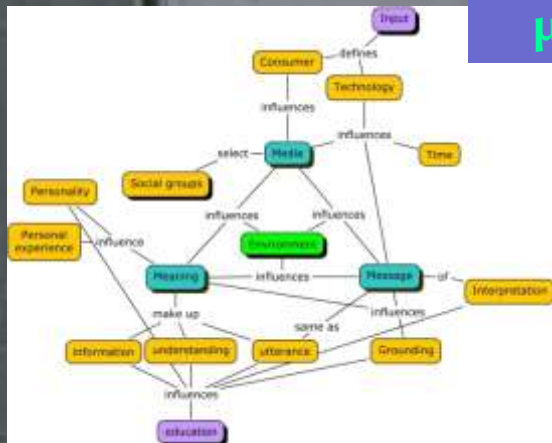 μ
Input
defines
Consumer
Technology
influences
influences
Time
select
Media
Social groups
Personality
influences
influences
Personal
experience
influence
Environment
Meaning
influences
Message
of
Interpretation
make up
influences
same as
Information
understanding
utterance
Grounding
influences
education